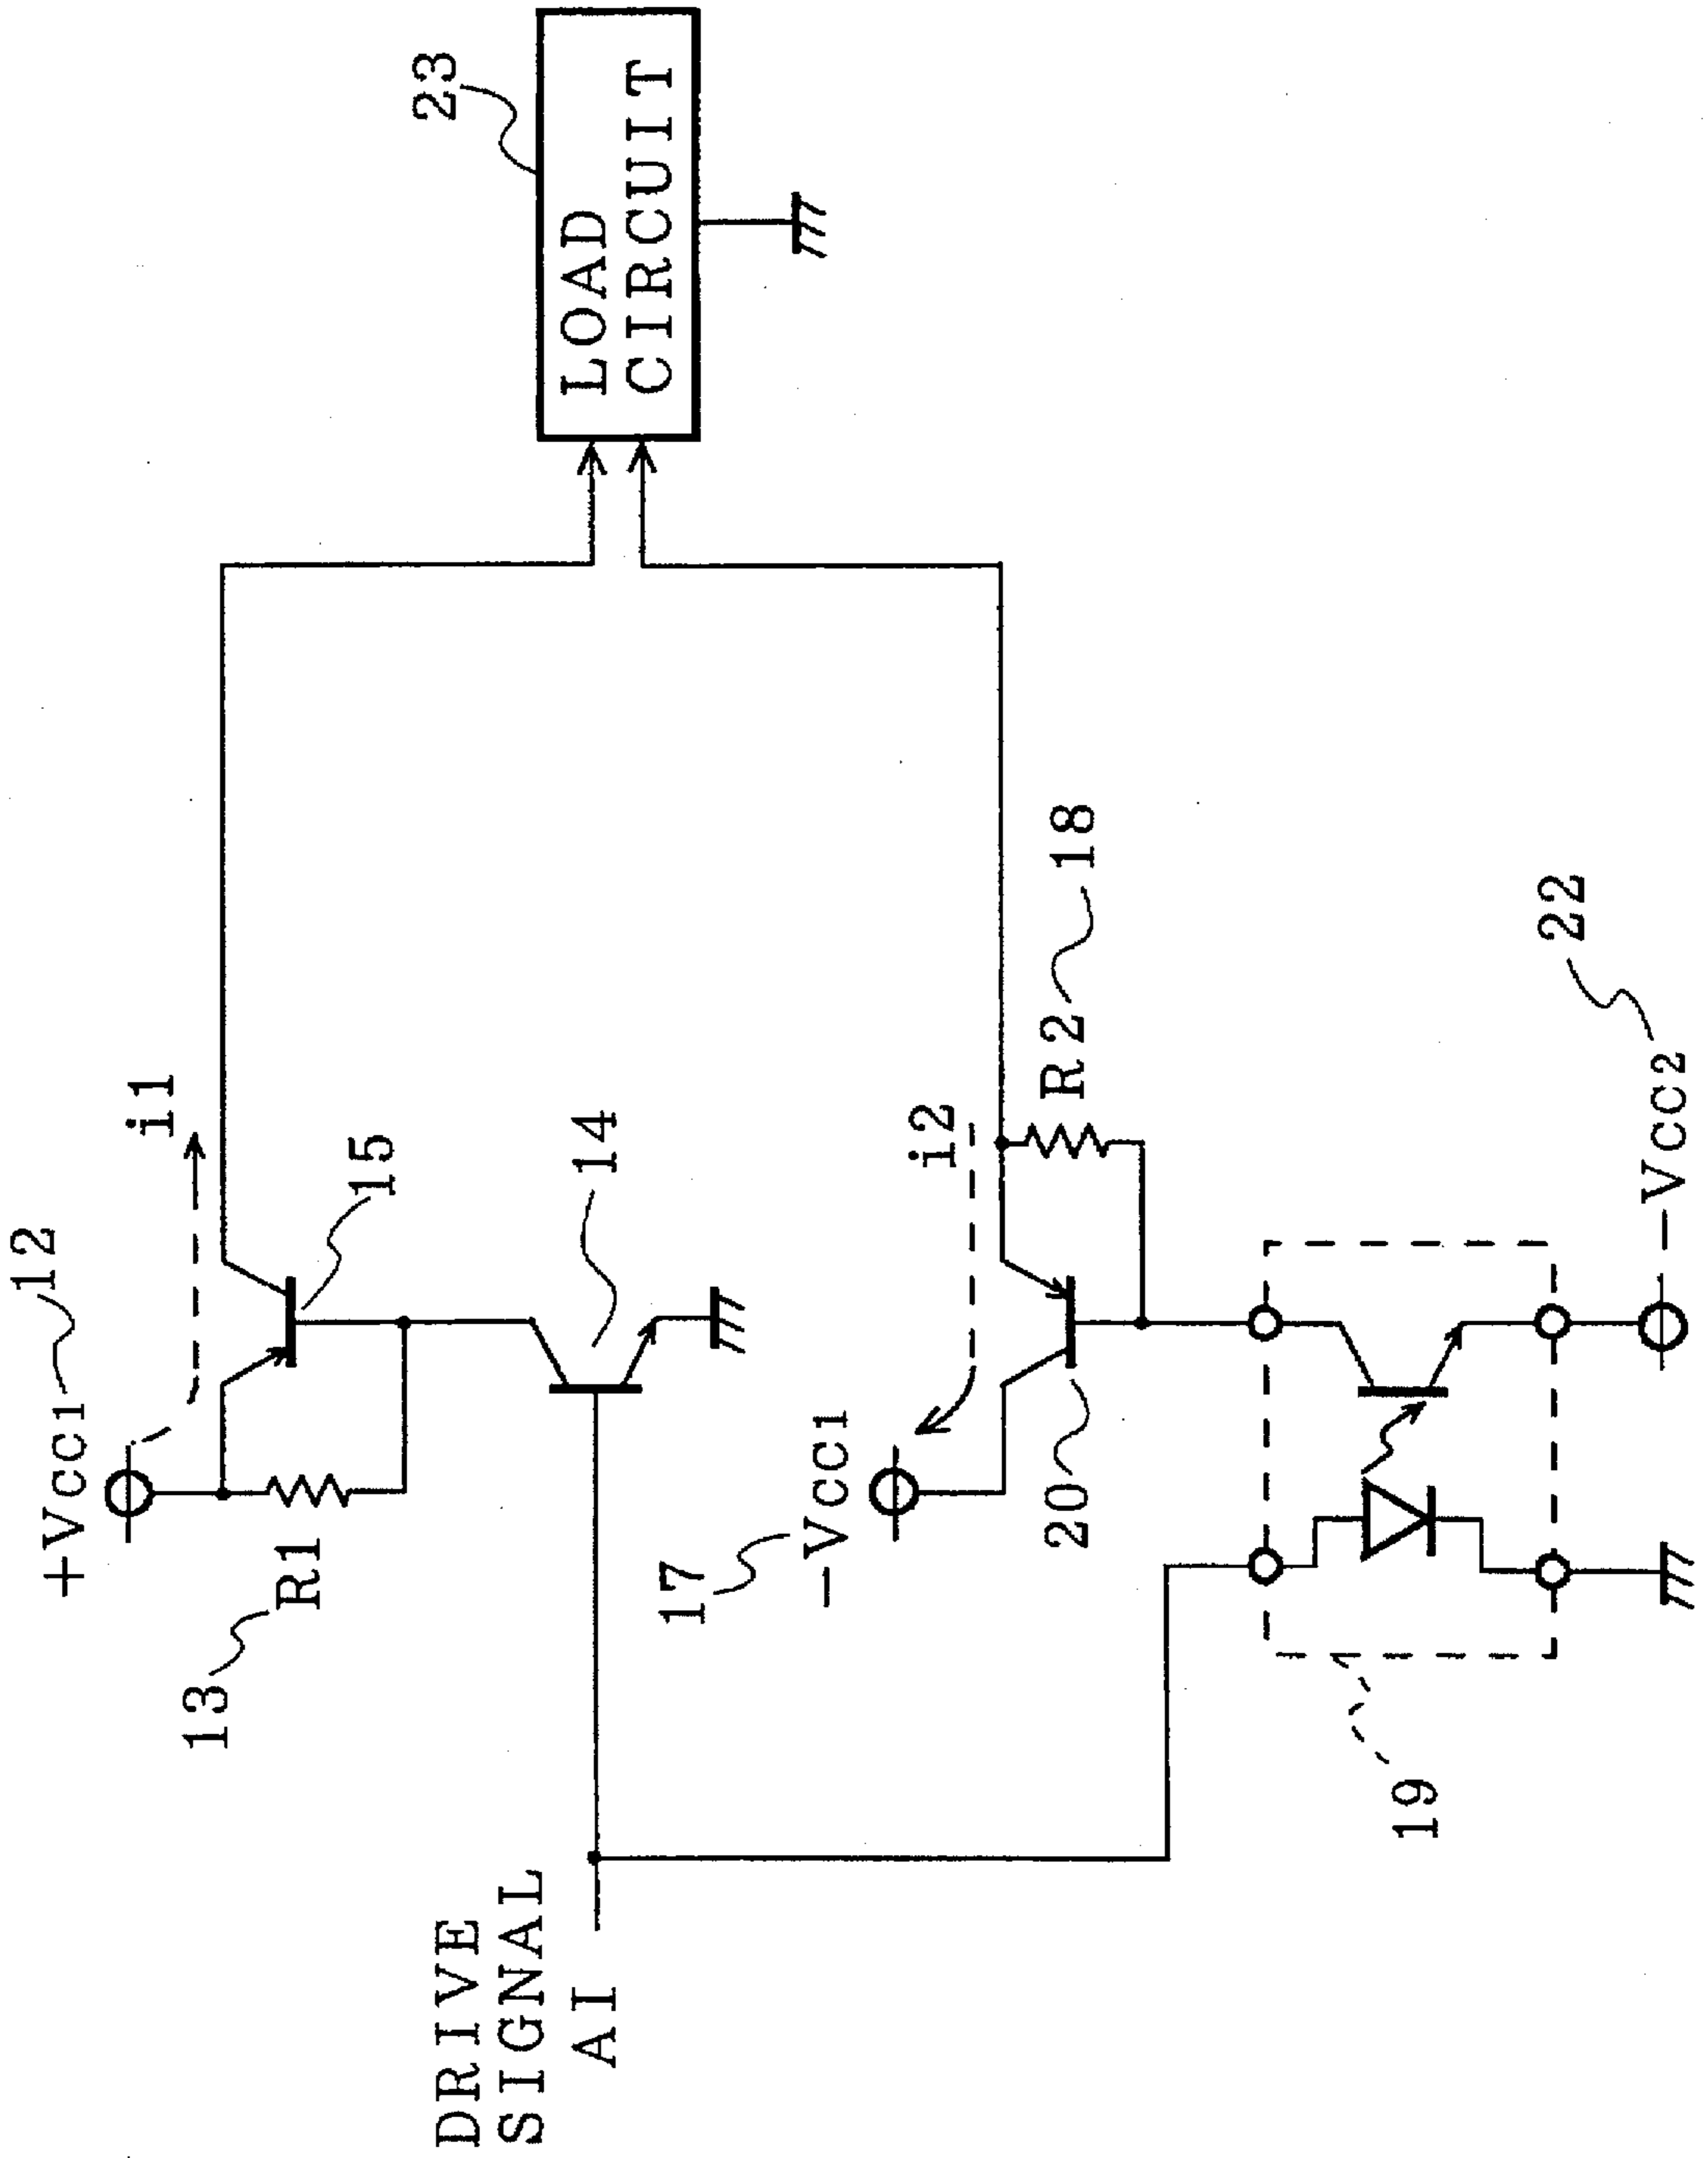 +VCC1
12
i1
13
R1
15
14
DRIVE
SIGNAL
AI
17
-VCC1
i2
20
R2
18
19
-VCC2
22
23
LOAD
CIRCUIT